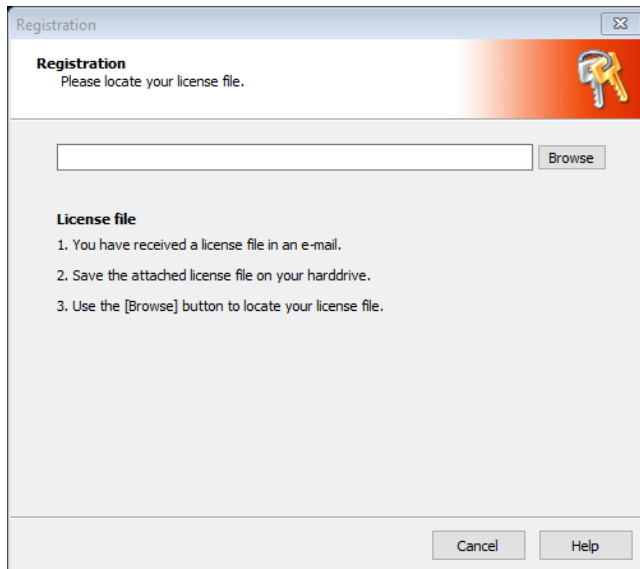 Registration
Registration
Please locate your license file.
Browse
License file
1. You have received a license file in an e-mail.
2. Save the attached license file on your harddrive.
3. Use the [Browse] button to locate your license file.
Cancel
Help